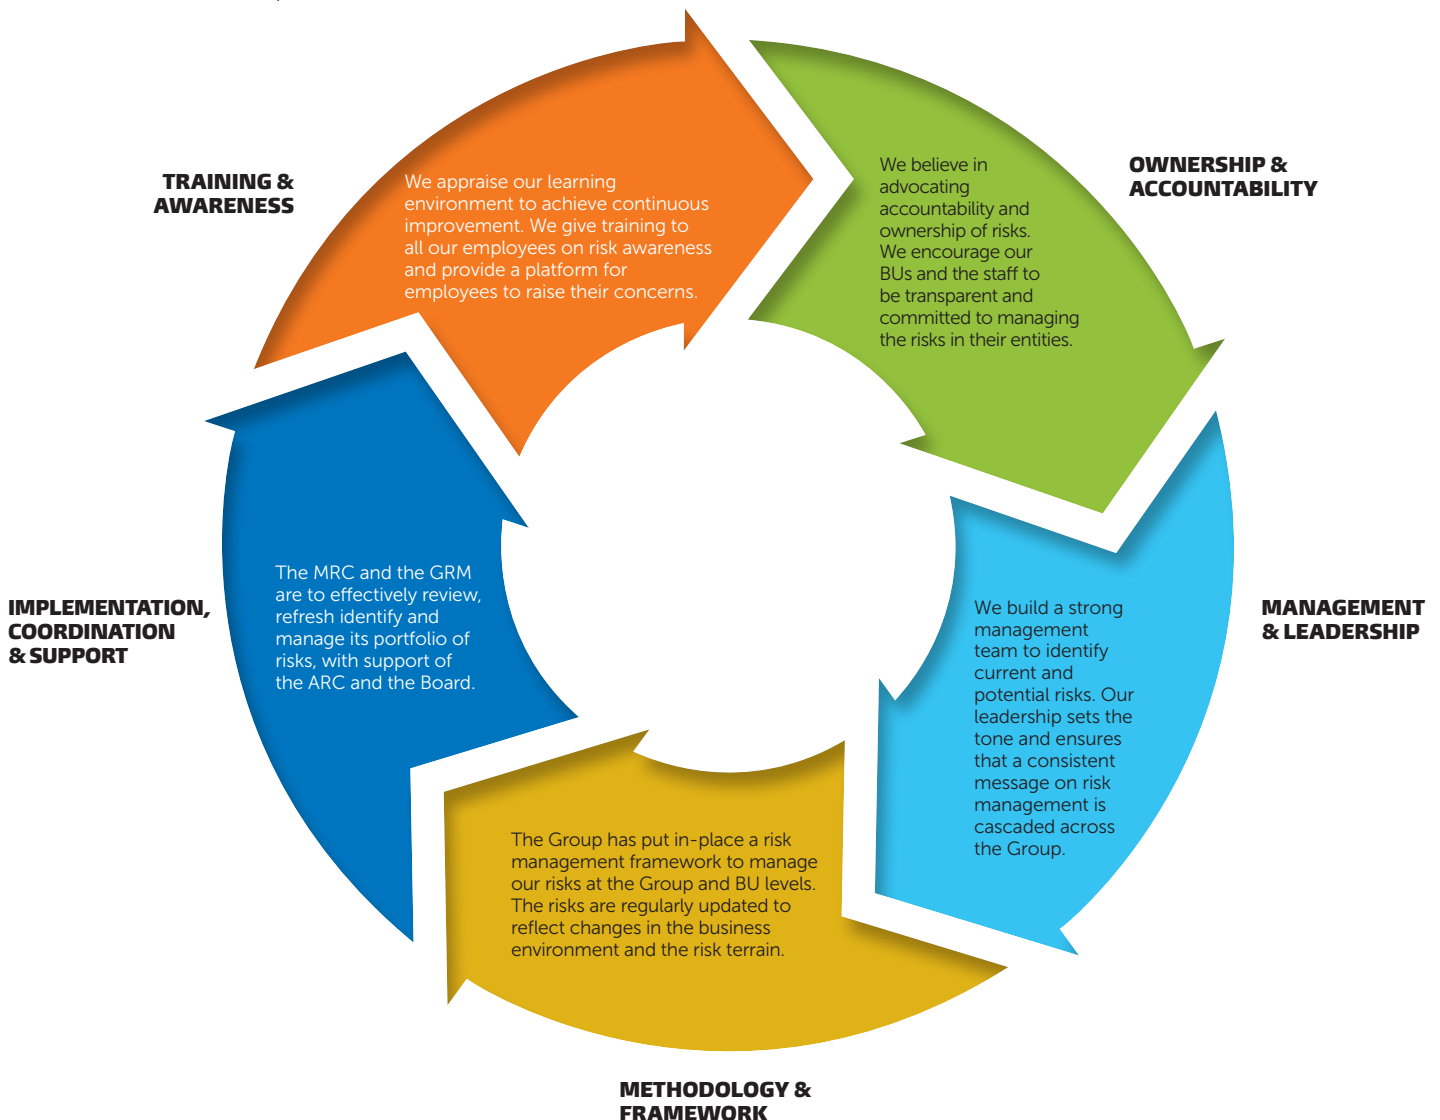 TRAINING &
AWARENESS
We appraise our learning
environment to achieve continuous
improvement. We give training to
all our employees on risk awareness
and provide a platform for
employees to raise their concerns.
We believe in
advocating
accountability and
ownership of risks.
We encourage our
BUs and the staff to
be transparent and
committed to managing
the risks in their entities.
OWNERSHIP &
ACCOUNTABILITY
IMPLEMENTATION,
COORDINATION
& SUPPORT
The MRC and the GRM
are to effectively review,
refresh identify and
manage its portfolio of
risks, with support of
the ARC and the Board.
We build a strong
management
team to identify
current and
potential risks. Our
leadership sets the
tone and ensures
that a consistent
message on risk
management is
cascaded across
the Group.
MANAGEMENT
& LEADERSHIP
The Group has put in-place a risk
management framework to manage
our risks at the Group and BU levels.
The risks are regularly updated to
reflect changes in the business
environment and the risk terrain.
METHODOLOGY &
FRAMEWORK